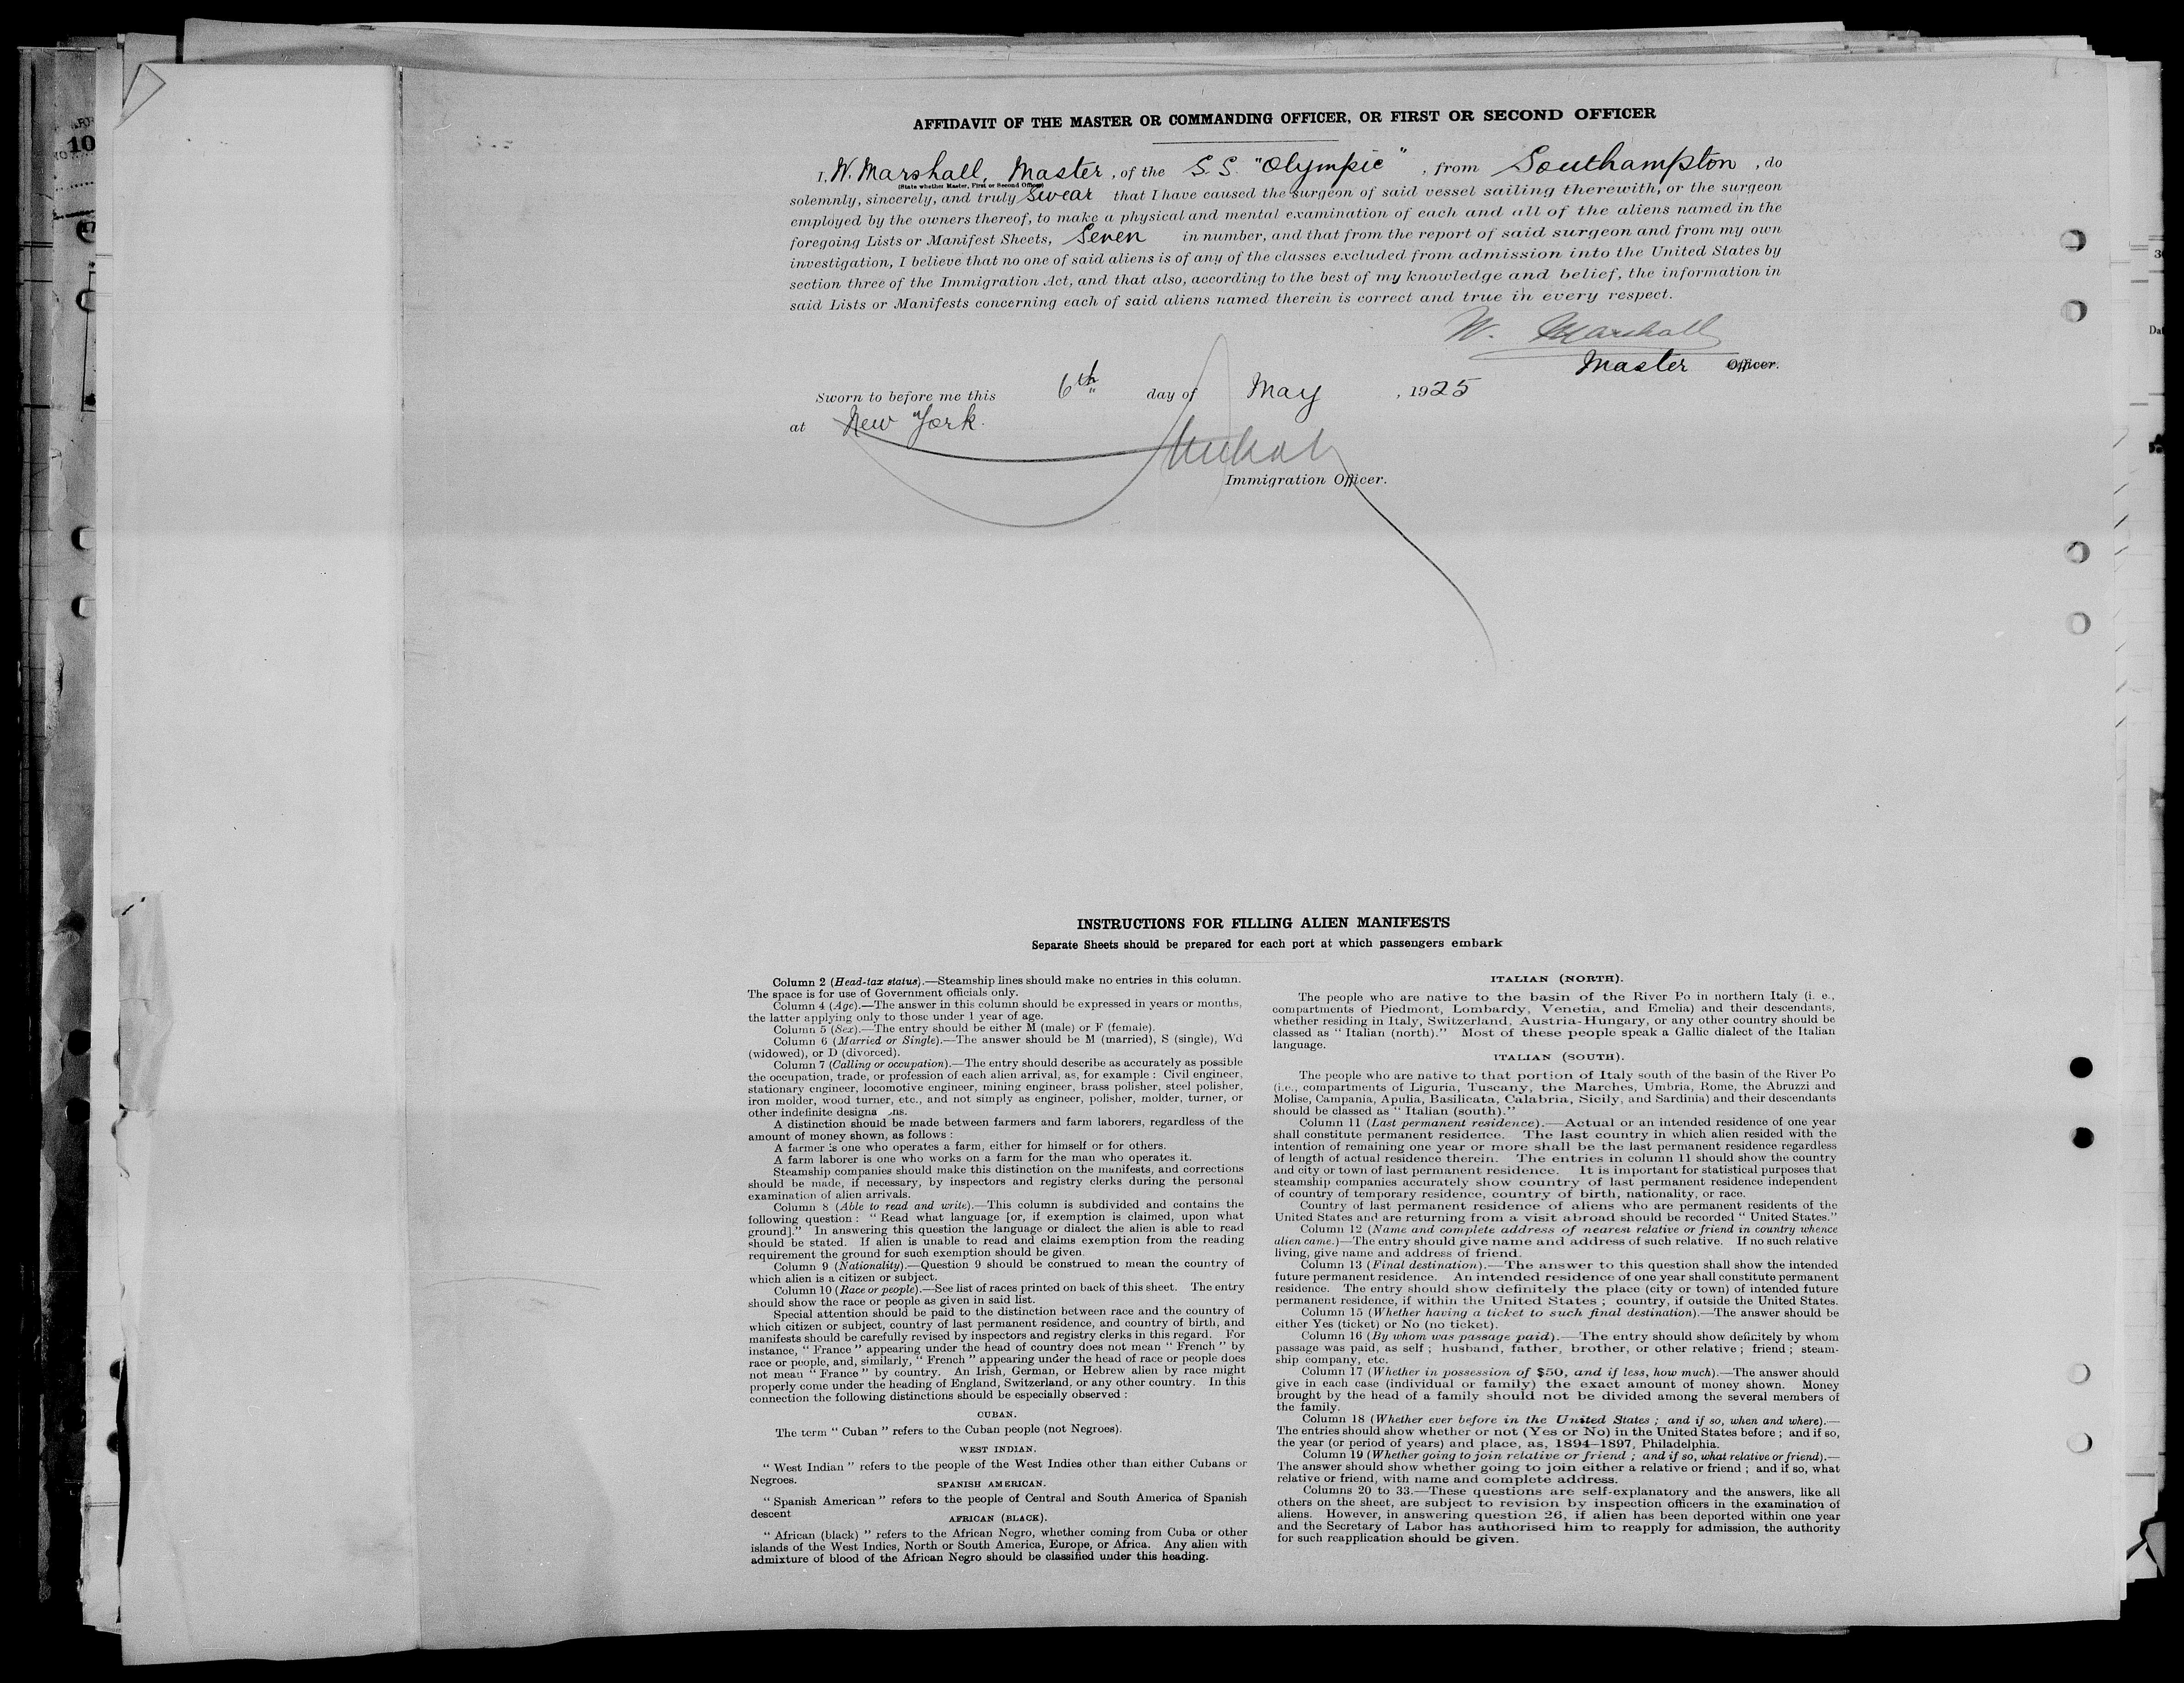 AFFIDAVIT OF THE MASTER OR COMMANDING OFFICER, OR FIRST OR SECOND OFFICER
I, W. Marshall, Master, of the S.S. "Olympic", from Southampton, do
(State whether Master, First or Second Officer)
solemnly, sincerely, and truly Swear that I have caused the surgeon of said vessel sailing therewith, or the surgeon
employed by the owners thereof, to make a physical and mental examination of each and all of the aliens named in the
foregoing Lists or Manifest Sheets, Seven in number, and that from the report of said surgeon and from my own
investigation, I believe that no one of said aliens is of any of the classes excluded from admission into the United States by
section three of the Immigration Act, and that also, according to the best of my knowledge and belief, the information in
said Lists or Manifests concerning each of said aliens named therein is correct and true in every respect.
W. Marshall
Master Officer.
Sworn to before me this 6th day of May, 1925
at New York.
Immigration Officer.
INSTRUCTIONS FOR FILLING ALIEN MANIFESTS
Separate Sheets should be prepared for each port at which passengers embark
Column 2 (Head-tax status).—Steamship lines should make no entries in this column.
The space is for use of Government officials only.
Column 4 (Age).—The answer in this column should be expressed in years or months,
the latter applying only to those under 1 year of age.
Column 5 (Sex).—The entry should be either M (male) or F (female).
Column 6 (Married or Single).—The answer should be M (married), S (single), Wd
(widowed), or D (divorced).
Column 7 (Calling or occupation).—The entry should describe as accurately as possible
the occupation, trade, or profession of each alien arrival, as, for example : Civil engineer,
stationary engineer, locomotive engineer, mining engineer, brass polisher, steel polisher,
iron molder, wood turner, etc., and not simply as engineer, polisher, molder, turner, or
other indefinite designa ns.
A distinction should be made between farmers and farm laborers, regardless of the
amount of money shown, as follows :
A farmer is one who operates a farm, either for himself or for others.
A farm laborer is one who works on a farm for the man who operates it.
Steamship companies should make this distinction on the manifests, and corrections
should be made, if necessary, by inspectors and registry clerks during the personal
examination of alien arrivals.
Column 8 (Able to read and write).—This column is subdivided and contains the
following question : “ Read what language [or, if exemption is claimed, upon what
ground].” In answering this question the language or dialect the alien is able to read
should be stated. If alien is unable to read and claims exemption from the reading
requirement the ground for such exemption should be given.
Column 9 (Nationality).—Question 9 should be construed to mean the country of
which alien is a citizen or subject.
Column 10 (Race or people).—See list of races printed on back of this sheet. The entry
should show the race or people as given in said list.
Special attention should be paid to the distinction between race and the country of
which citizen or subject, country of last permanent residence, and country of birth, and
manifests should be carefully revised by inspectors and registry clerks in this regard. For
instance, “ France ” appearing under the head of country does not mean “ French ” by
race or people, and, similarly, “ French ” appearing under the head of race or people does
not mean “ France ” by country. An Irish, German, or Hebrew alien by race might
properly come under the heading of England, Switzerland, or any other country. In this
connection the following distinctions should be especially observed :
CUBAN.
The term “ Cuban ” refers to the Cuban people (not Negroes).
WEST INDIAN.
“ West Indian ” refers to the people of the West Indies other than either Cubans or
Negroes.
SPANISH AMERICAN.
“ Spanish American ” refers to the people of Central and South America of Spanish
descent
AFRICAN (BLACK).
“ African (black) ” refers to the African Negro, whether coming from Cuba or other
islands of the West Indies, North or South America, Europe, or Africa. Any alien with
admixture of blood of the African Negro should be classified under this heading.
ITALIAN (NORTH).
The people who are native to the basin of the River Po in northern Italy (i. e.,
compartments of Piedmont, Lombardy, Venetia, and Emelia) and their descendants,
whether residing in Italy, Switzerland, Austria-Hungary, or any other country should be
classed as “ Italian (north).” Most of these people speak a Gallic dialect of the Italian
language.
ITALIAN (SOUTH).
The people who are native to that portion of Italy south of the basin of the River Po
(i.e., compartments of Liguria, Tuscany, the Marches, Umbria, Rome, the Abruzzi and
Molise, Campania, Apulia, Basilicata, Calabria, Sicily, and Sardinia) and their descendants
should be classed as “ Italian (south).”
Column 11 (Last permanent residence).—Actual or an intended residence of one year
shall constitute permanent residence. The last country in which alien resided with the
intention of remaining one year or more shall be the last permanent residence regardless
of length of actual residence therein. The entries in column 11 should show the country
and city or town of last permanent residence. It is important for statistical purposes that
steamship companies accurately show country of last permanent residence independent
of country of temporary residence, country of birth, nationality, or race.
Country of last permanent residence of aliens who are permanent residents of the
United States and are returning from a visit abroad should be recorded “ United States.”
Column 12 (Name and complete address of nearest relative or friend in country whence
alien came.)—The entry should give name and address of such relative. If no such relative
living, give name and address of friend.
Column 13 (Final destination).—The answer to this question shall show the intended
future permanent residence. An intended residence of one year shall constitute permanent
residence. The entry should show definitely the place (city or town) of intended future
permanent residence, if within the United States ; country, if outside the United States.
Column 15 (Whether having a ticket to such final destination).—The answer should be
either Yes (ticket) or No (no ticket).
Column 16 (By whom was passage paid).—The entry should show definitely by whom
passage was paid, as self ; husband, father, brother, or other relative ; friend ; steam-
ship company, etc.
Column 17 (Whether in possession of $50, and if less, how much).—The answer should
give in each case (individual or family) the exact amount of money shown. Money
brought by the head of a family should not be divided among the several members of
the family.
Column 18 (Whether ever before in the United States ; and if so, when and where).—
The entries should show whether or not (Yes or No) in the United States before ; and if so,
the year (or period of years) and place, as, 1894–1897, Philadelphia.
Column 19 (Whether going to join relative or friend ; and if so, what relative or friend).—
The answer should show whether going to join either a relative or friend ; and if so, what
relative or friend, with name and complete address.
Columns 20 to 33.—These questions are self-explanatory and the answers, like all
others on the sheet, are subject to revision by inspection officers in the examination of
aliens. However, in answering question 26, if alien has been deported within one year
and the Secretary of Labor has authorised him to reapply for admission, the authority
for such reapplication should be given.